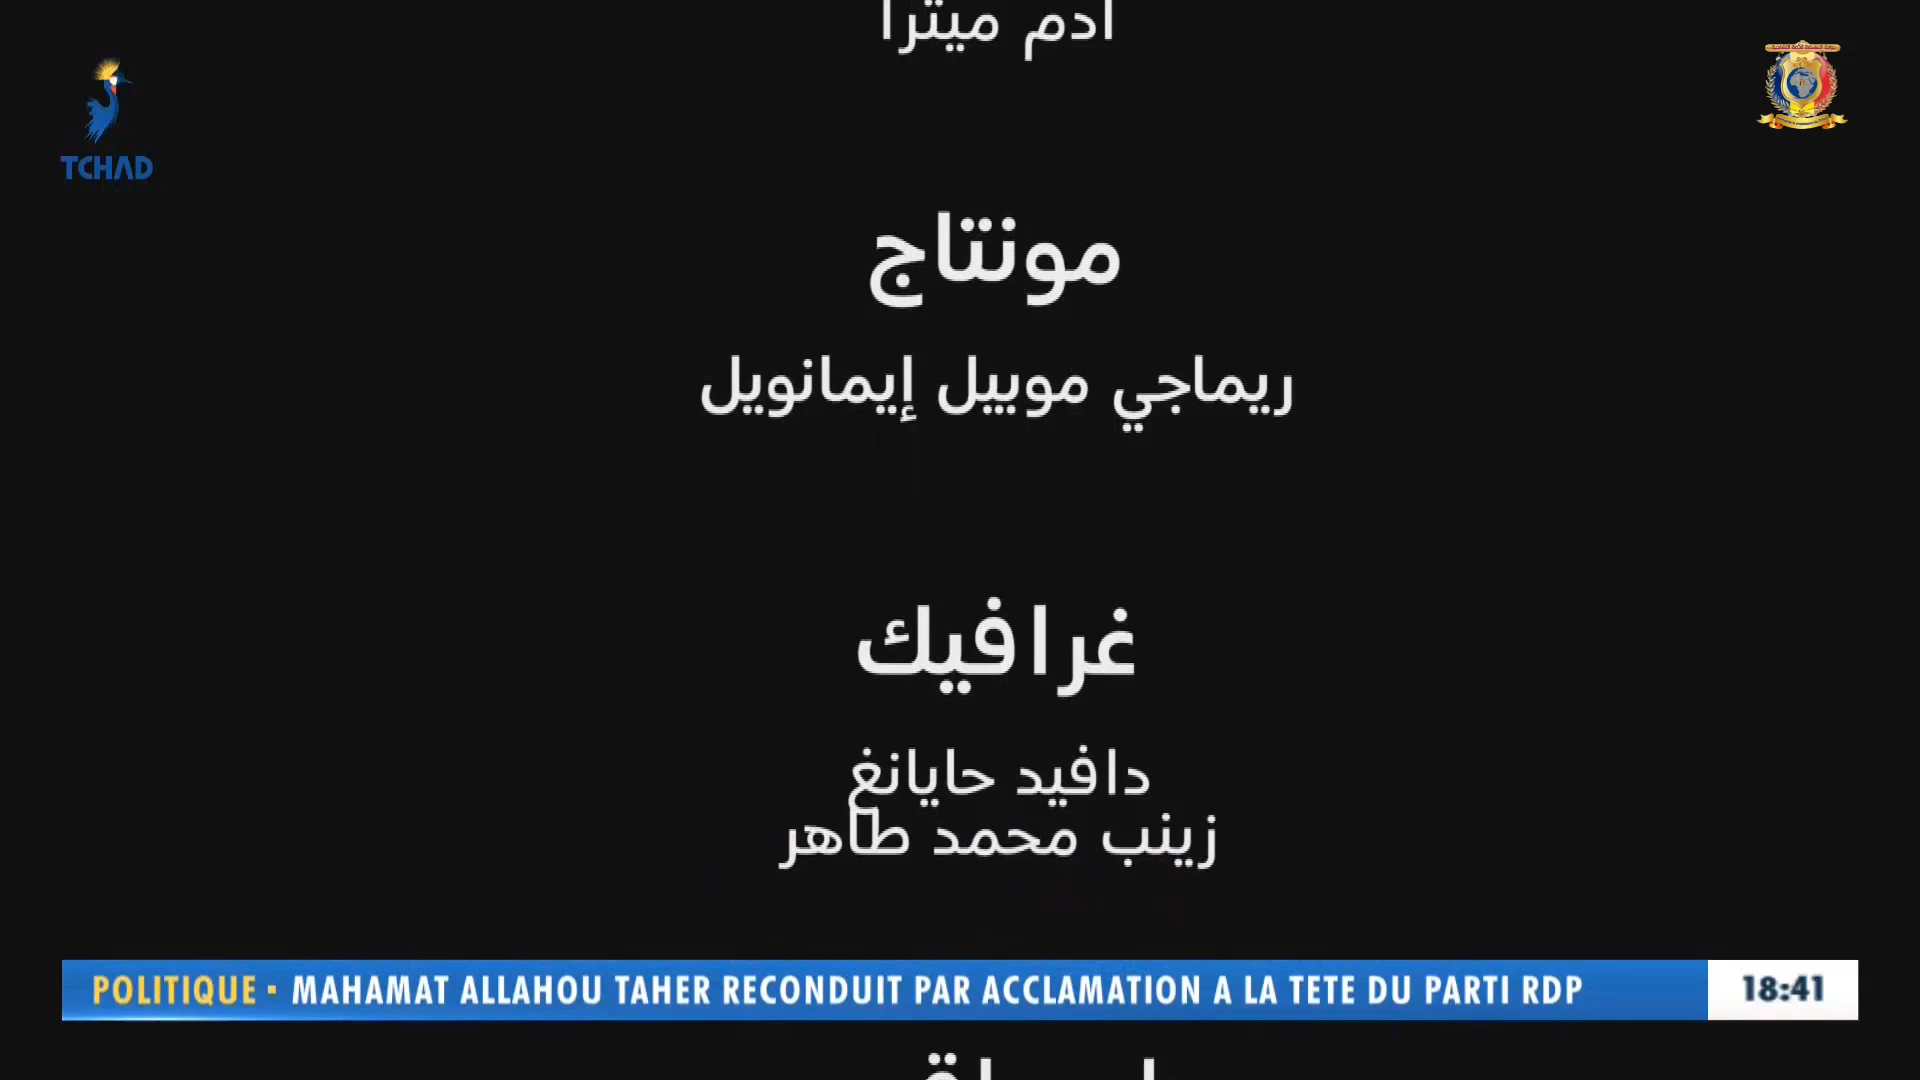 ادم ميترا
TCHAD
مونتاج
ريماجي موييل إيمانويل
غرافيك
دافيد حايانغ
زينب محمد طاهر
POLITIQUE · MAHAMAT ALLAHOU TAHER RECONDUIT PAR ACCLAMATION A LA TETE DU PARTI RDP
18:41